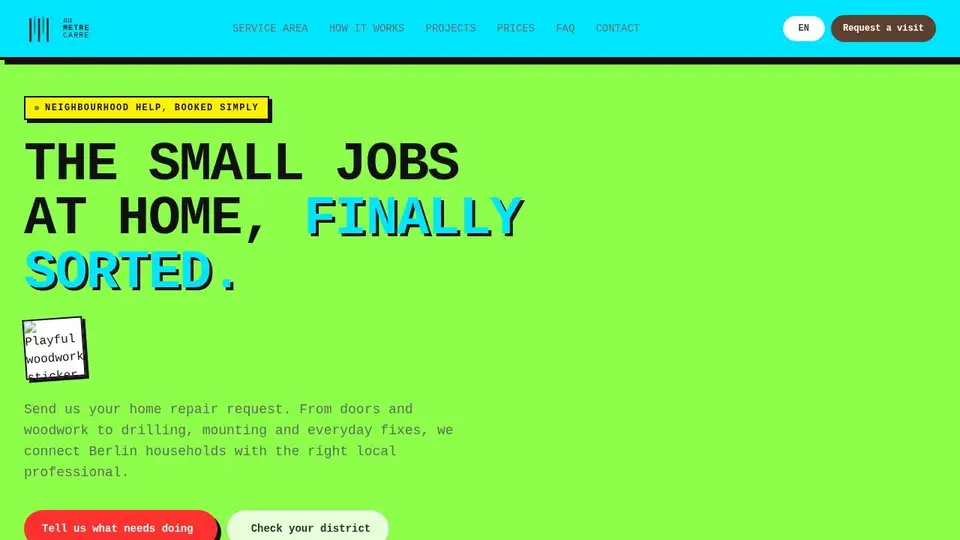 au
MÈTRE
CARRÉ
SERVICE AREA
HOW IT WORKS
PROJECTS
PRICES
FAQ
CONTACT
EN
Request a visit
NEIGHBOURHOOD HELP, BOOKED SIMPLY
THE SMALL JOBS
AT HOME, FINALLY
SORTED.
Playful
woodwork
sticker
Send us your home repair request. From doors and
woodwork to drilling, mounting and everyday fixes, we
connect Berlin households with the right local
professional.
Tell us what needs doing
Check your district